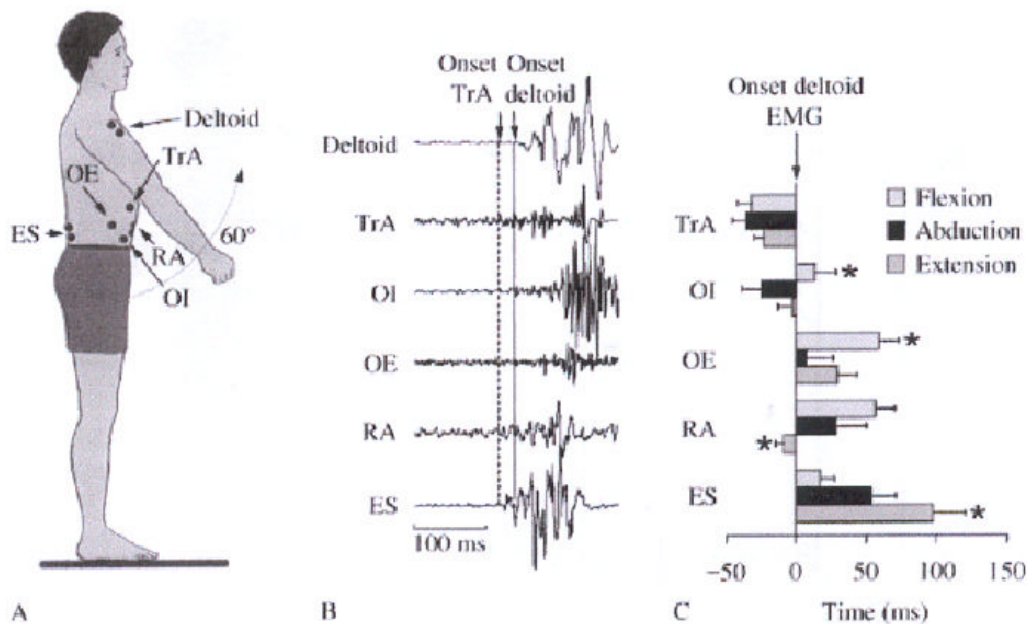 Deltoid
TrA
OE
ES
60°
RA
OI
A
Onset Onset
TrA deltoid
Deltoid
TrA
OI
OE
RA
ES
100 ms
B
Onset deltoid
EMG
Flexion
Abduction
Extension
TrA
OI
*
OE
*
RA
*
ES
*
−50 0 50 100 150
Time (ms)
C